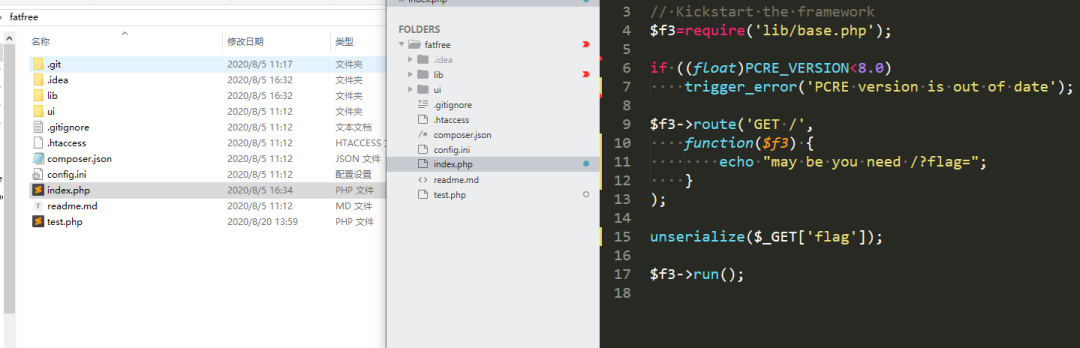 fatfree
名称 修改日期 类型
.git 2020/8/5 11:17 文件夹
.idea 2020/8/5 16:32 文件夹
lib 2020/8/5 16:32 文件夹
ui 2020/8/5 11:12 文件夹
.gitignore 2020/8/5 11:12 文本文档
.htaccess 2020/8/5 11:12 HTACCESS
composer.json 2020/8/5 11:12 JSON 文件
config.ini 2020/8/5 11:12 配置设置
index.php 2020/8/5 16:34 PHP 文件
readme.md 2020/8/5 11:12 MD 文件
test.php 2020/8/20 13:59 PHP 文件
index.php
FOLDERS
fatfree
.idea
lib
ui
.gitignore
.htaccess
composer.json
config.ini
index.php
readme.md
test.php
3 // Kickstart the framework
4 $f3=require('lib/base.php');
5
6 if ((float)PCRE_VERSION<8.0)
7 trigger_error('PCRE version is out of date');
8
9 $f3->route('GET /',
10 function($f3) {
11 echo "may be you need /?flag=";
12 }
13 );
14
15 unserialize($_GET['flag']);
16
17 $f3->run();
18